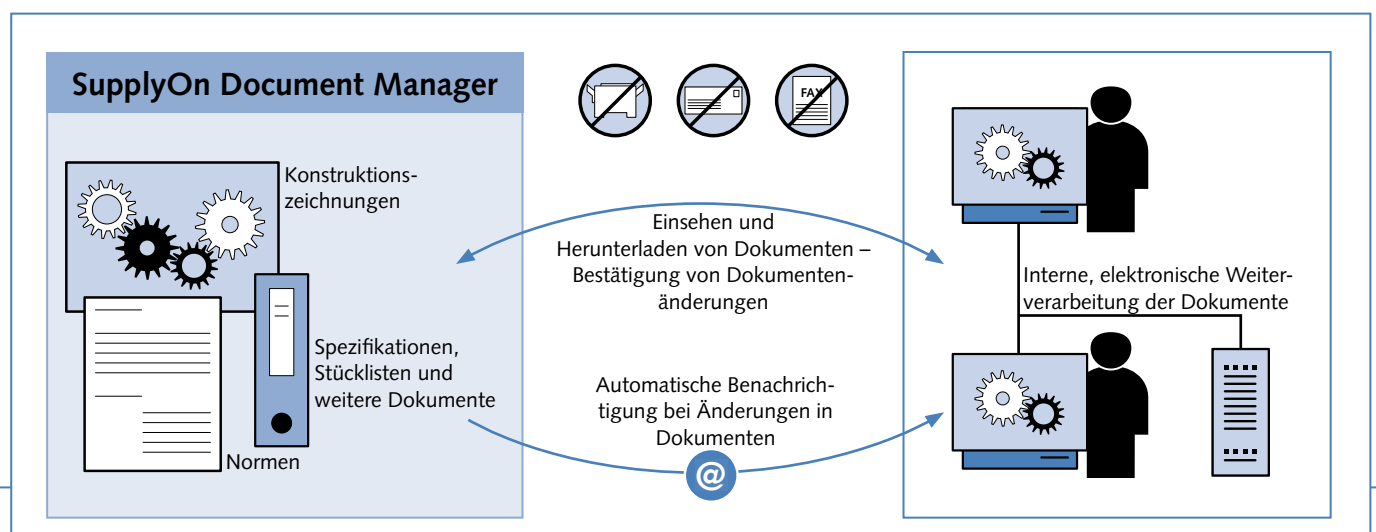 SupplyOn Document Manager
FAX
Konstruktions-
zeichnungen
Spezifikationen,
Stücklisten und
weitere Dokumente
Normen
Einsehen und
Herunterladen von Dokumenten –
Bestätigung von Dokumenten-
änderungen
Automatische Benachrich-
tigung bei Änderungen in
Dokumenten
@
Interne, elektronische Weiter-
verarbeitung der Dokumente